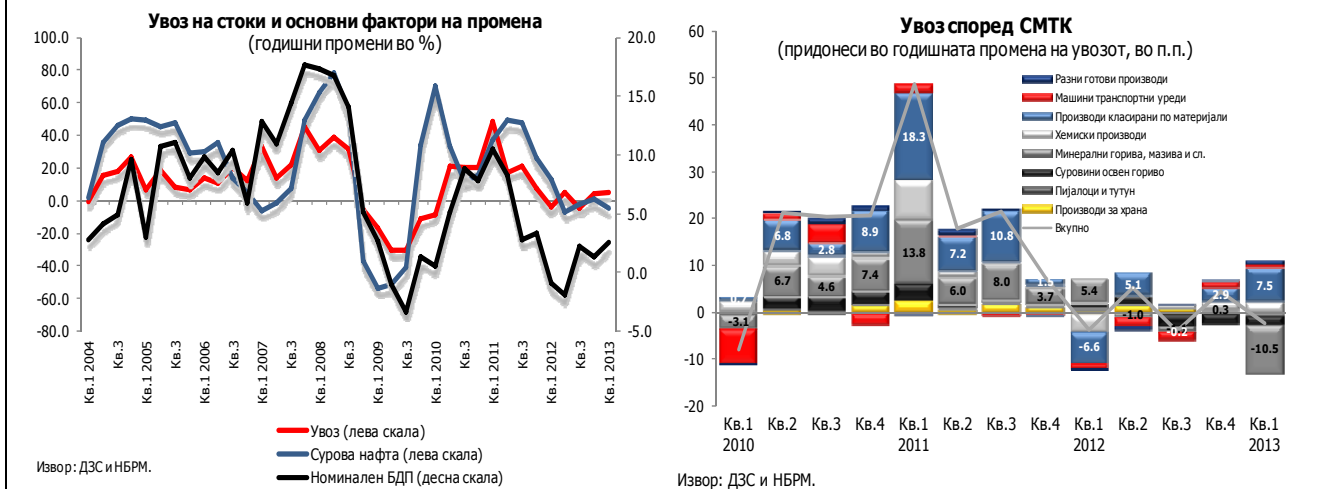 Увоз на стоки и основни фактори на промена
(годишни промени во %)
100.0
80.0
60.0
40.0
20.0
0.0
-20.0
-40.0
-60.0
-80.0
20.0
15.0
10.0
5.0
0.0
-5.0
Кв.1 2004
Кв.3
Кв.1 2005
Кв.3
Кв.1 2006
Кв.3
Кв.1 2007
Кв.3
Кв.1 2008
Кв.3
Кв.1 2009
Кв.3
Кв.1 2010
Кв.3
Кв.1 2011
Кв.3
Кв.1 2012
Кв.3
Кв.1 2013
Увоз (лева скала)
Сурова нафта (лева скала)
Номинален БДП (десна скала)
Извор: ДЗС и НБРМ.
Увоз според СМТК
(придонеси во годишната промена на увозот, во п.п.)
60
50
40
30
20
10
0
-10
-20
Разни готови производи
Машини транспортни уреди
Производи класирани по материјали
Хемиски производи
Минерални горива, мазива и сл.
Суровини освен гориво
Пијалоци и тутун
Производи за храна
Вкупно
0.7
-3.1
6.8
6.7
2.8
4.6
8.9
7.4
18.3
13.8
7.2
6.0
10.8
8.0
1.5
3.7
5.4
-6.6
5.1
-1.0
-0.2
2.9
0.3
7.5
-10.5
Кв.1 Кв.2 Кв.3 Кв.4 Кв.1 Кв.2 Кв.3 Кв.4 Кв.1 Кв.2 Кв.3 Кв.4 Кв.1
2010 2011 2012 2013
Извор: ДЗС и НБРМ.